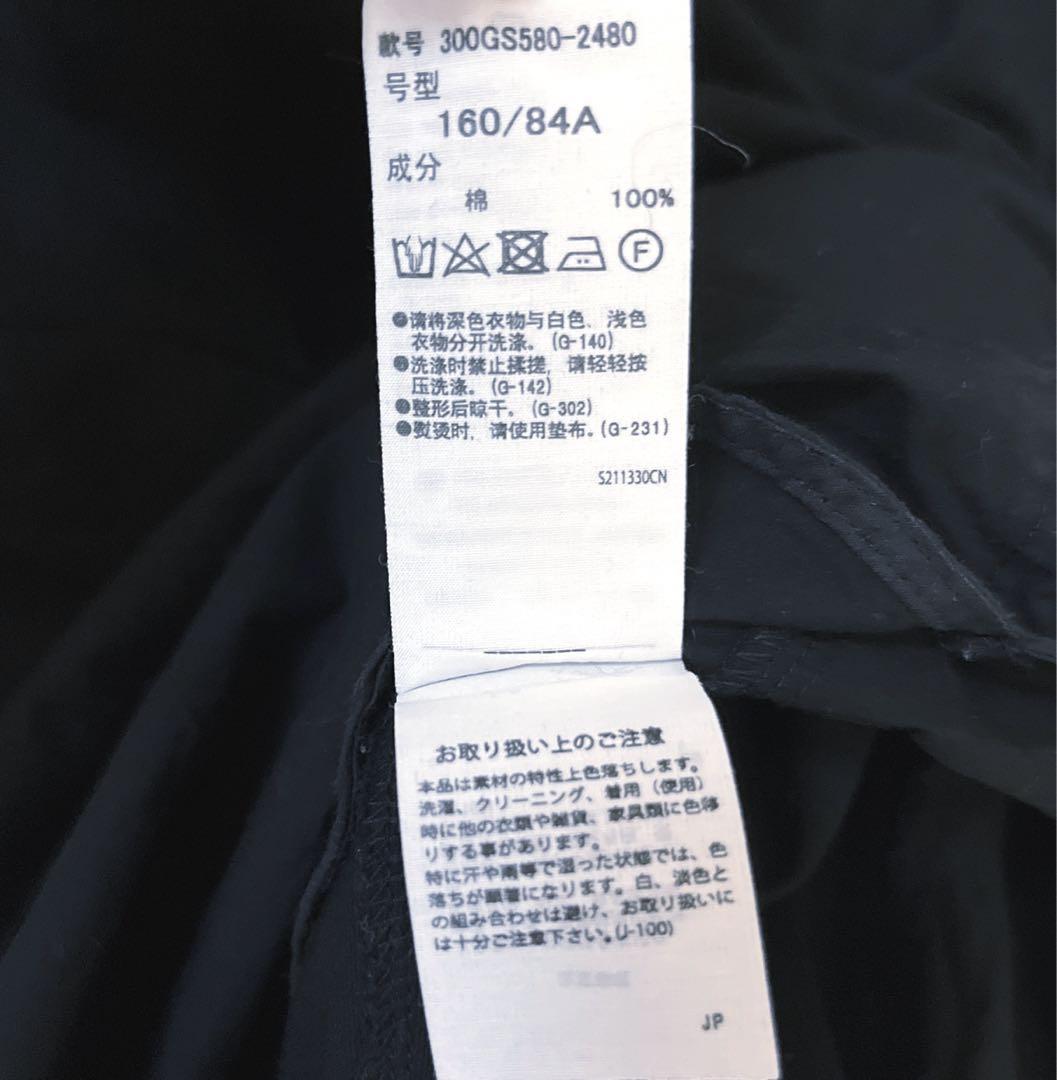 款号 300GS580-2480
号型
160/84A
成分
棉 100%
F
●请将深色衣物与白色、浅色
衣物分开洗涤。(G-140)
●洗涤时禁止揉搓，请轻轻按
压洗涤。(G-142)
●整形后晾干。(G-302)
●熨烫时，请使用垫布。(G-231)
S211330CN
お取り扱い上のご注意
本品は素材の特性上色落ちします。
洗濯、クリーニング、着用（使用）
時に他の衣類や雑貨、家具類に色移
りする事があります。
特に汗や雨等で湿った状態では、色
落ちが顕著になります。白、淡色と
の組み合わせは避け、お取り扱いに
は十分ご注意下さい。(J-100)
JP